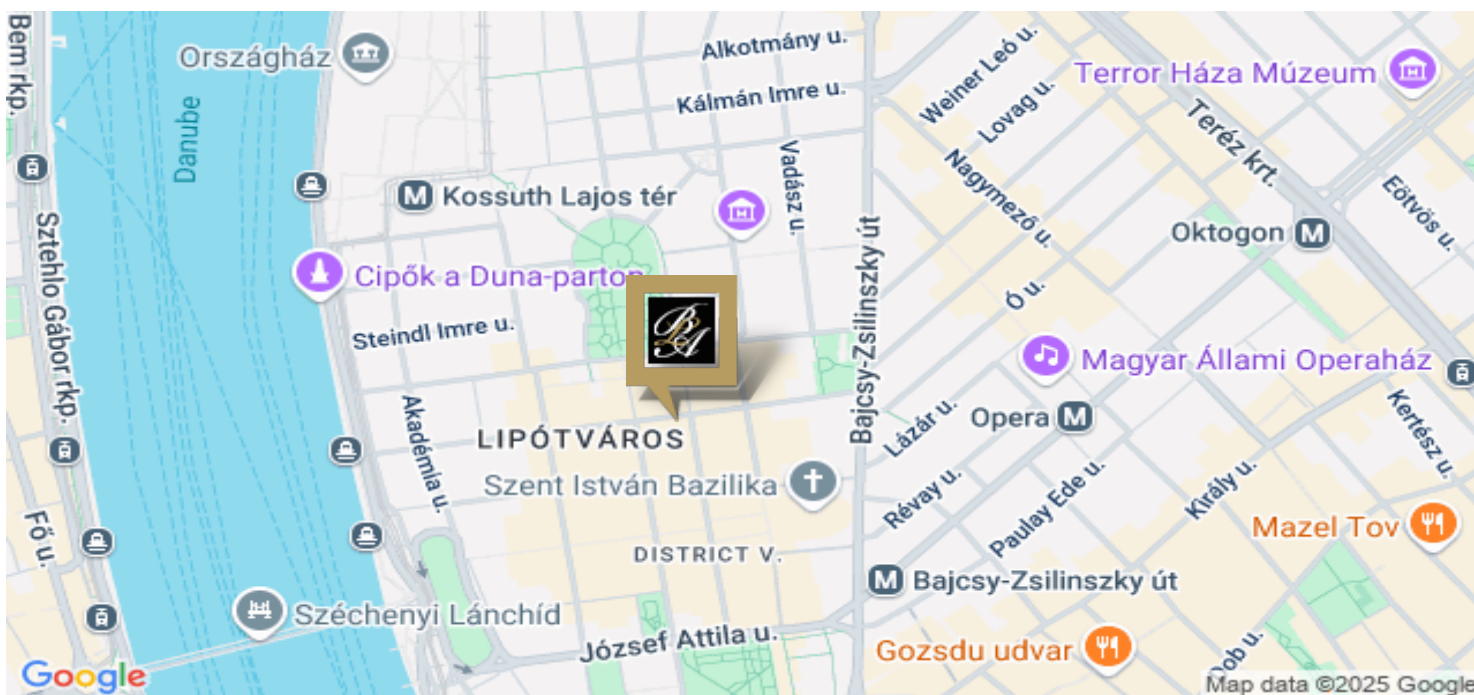 Bem rkp.
Országház
Alkotmány u.
Weiner Leó u.
Terror Háza Múzeum
Kálmán Imre u.
Lovag u.
Danube
Teréz krt.
Vadász u.
Nagymező u.
Kossuth Lajos tér
M
Eötvös u.
Sztehlo Gábor rkp.
Bajcsy-Zsilinszky út
Oktogon
M
Cipők a Duna-parton
Ó u.
Steindl Imre u.
BLA
Magyar Állami Operaház
Akadémia u.
Lázár u.
Opera
M
Kertész u.
LIPÓTVÁROS
Szent István Bazilika
Révay u.
Paulay Ede u.
Király u.
Fő u.
Mazel Tov
DISTRICT V.
M
Bajcsy-Zsilinszky út
Széchenyi Lánchíd
József Attila u.
Gozsdu udvar
Dob u.
Google
Map data ©2025 Google